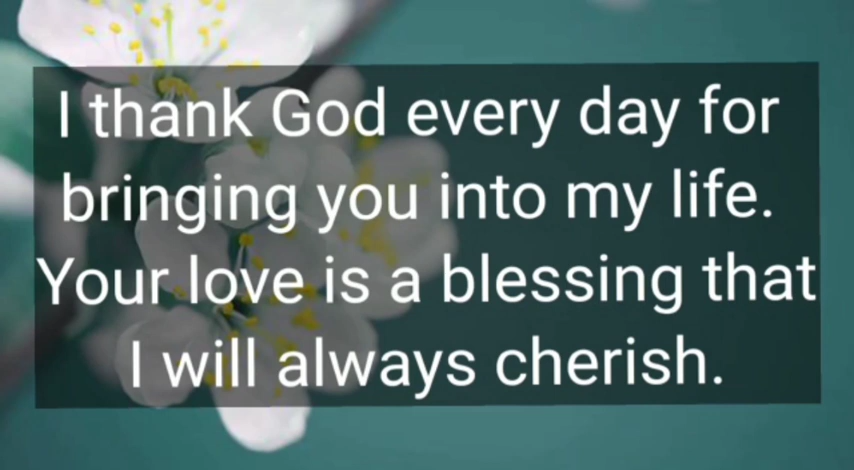 I thank God every day for
bringing you into my life.
Your love is a blessing that
I will always cherish.